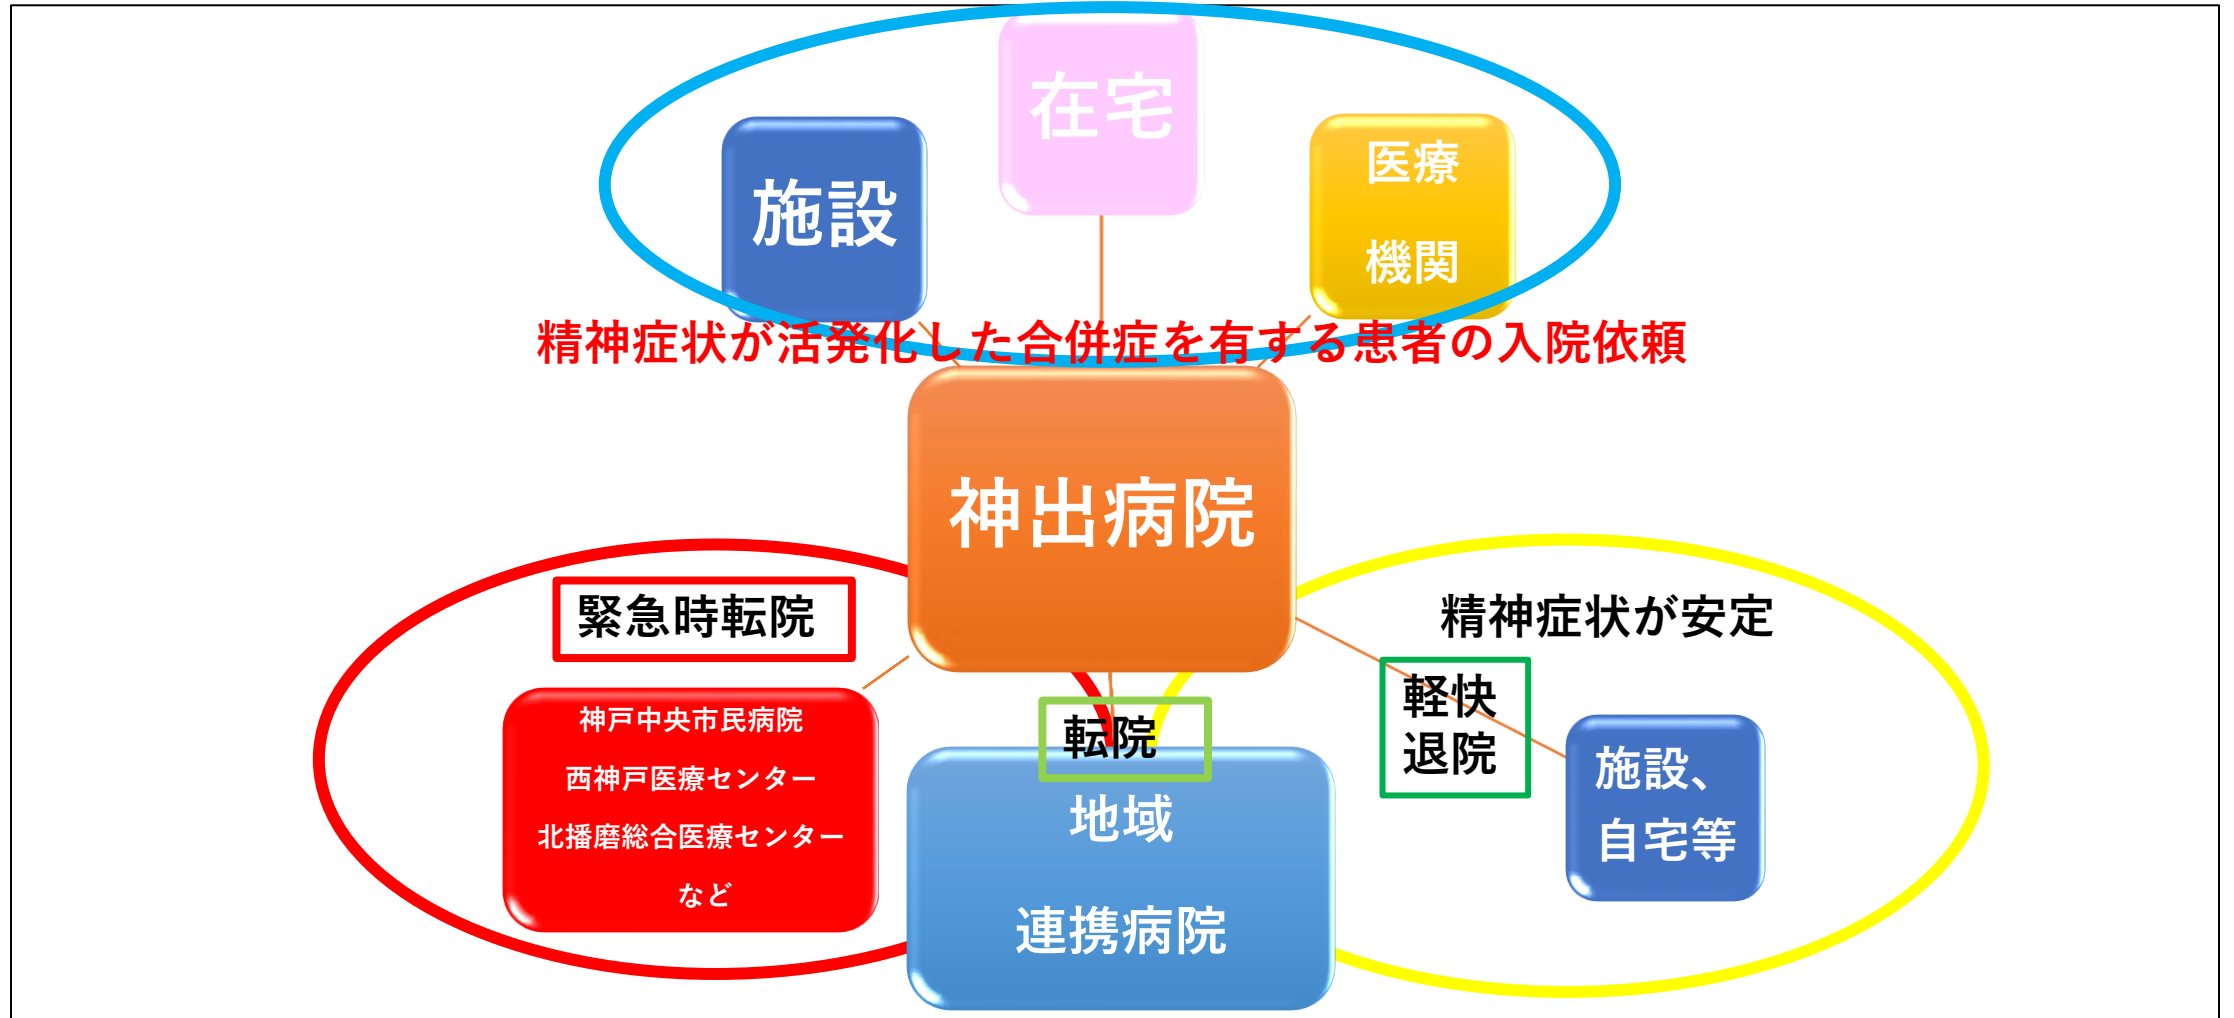 在宅
施設
医療
機関
精神症状が活発化した合併症を有する患者の入院依頼
神出病院
緊急時転院
神戸中央市民病院
西神戸医療センター
北播磨総合医療センター
など
転院
地域
連携病院
精神症状が安定
軽快
退院
施設、
自宅等